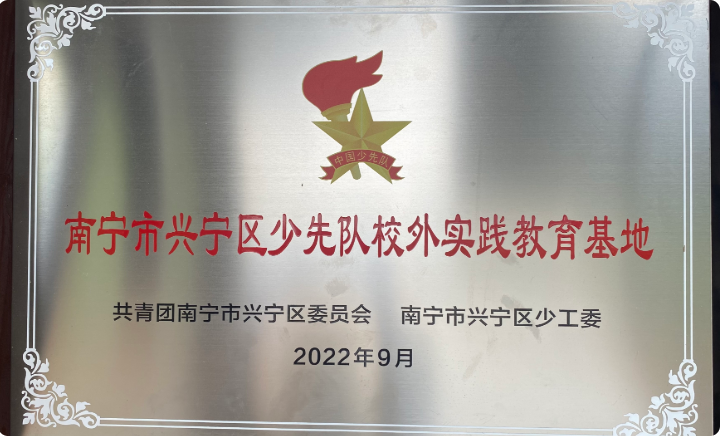 中国少先队
南宁市兴宁区少先队校外实践教育基地
共青团南宁市兴宁区委员会 南宁市兴宁区少工委
2022年9月